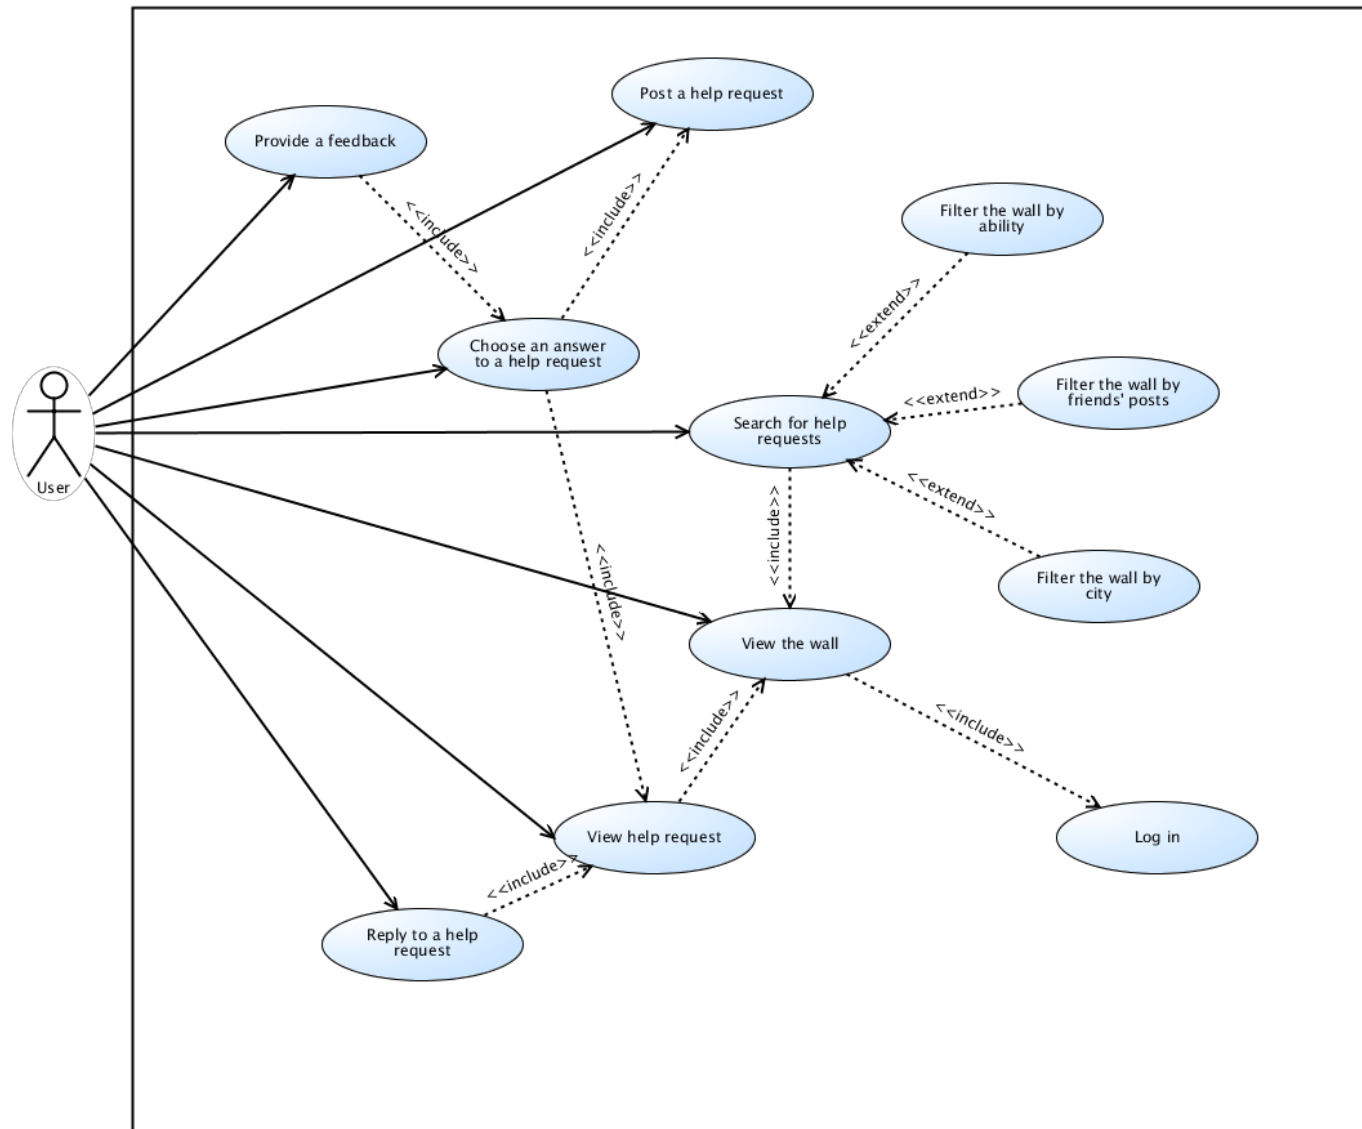 Post a help request
Provide a feedback
<<include>>
<<include>>
Filter the wall by
ability
<<extend>>
Choose an answer
to a help request
Filter the wall by
friends' posts
<<extend>>
Search for help
requests
User
<<extend>>
<<include>>
<<include>>
Filter the wall by
city
View the wall
<<include>>
<<include>>
View help request
Log in
<<include>>
Reply to a help
request